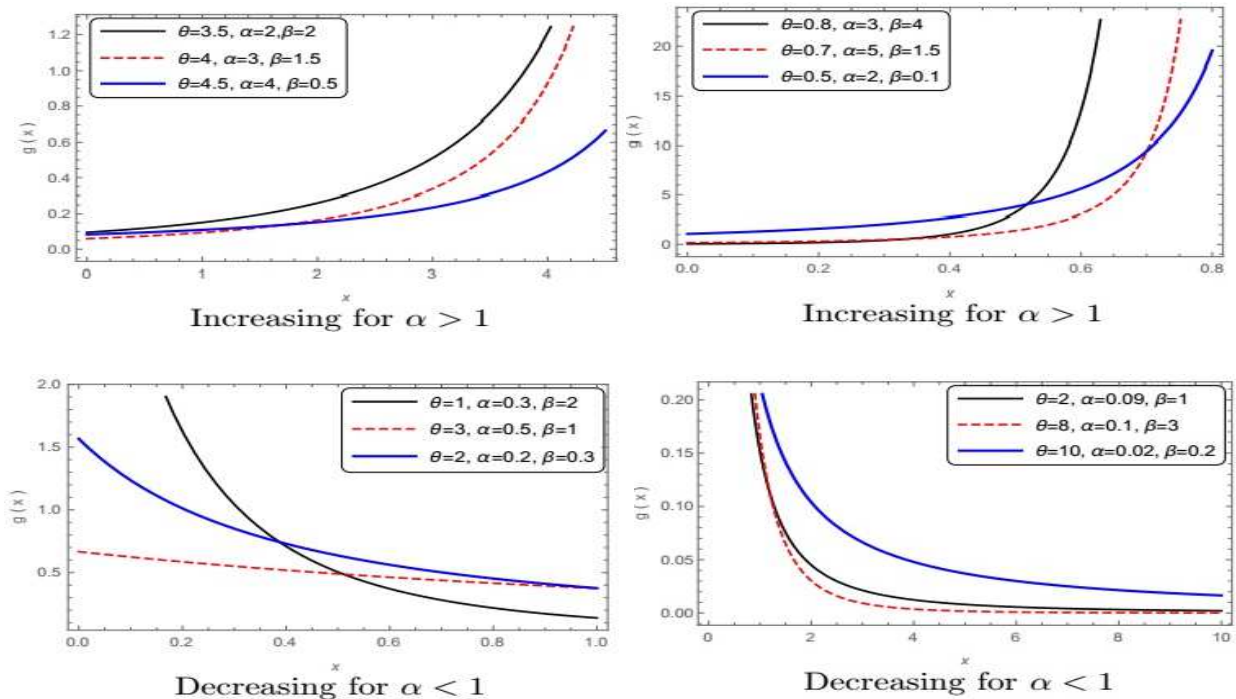 θ=3.5, α=2,β=2
θ=4, α=3, β=1.5
θ=4.5, α=4, β=0.5
1.2
1.0
0.8
0.6
0.4
0.2
0.0
g(x)
0
1
2
3
4
x
Increasing for α > 1
θ=0.8, α=3, β=4
θ=0.7, α=5, β=1.5
θ=0.5, α=2, β=0.1
20
15
10
5
0
g(x)
0.0
0.2
0.4
0.6
0.8
x
Increasing for α > 1
θ=1, α=0.3, β=2
θ=3, α=0.5, β=1
θ=2, α=0.2, β=0.3
2.0
1.5
1.0
0.5
g(x)
0.0
0.2
0.4
0.6
0.8
1.0
x
Decreasing for α < 1
θ=2, α=0.09, β=1
θ=8, α=0.1, β=3
θ=10, α=0.02, β=0.2
0.20
0.15
0.10
0.05
0.00
g(x)
0
2
4
6
8
10
x
Decreasing for α < 1